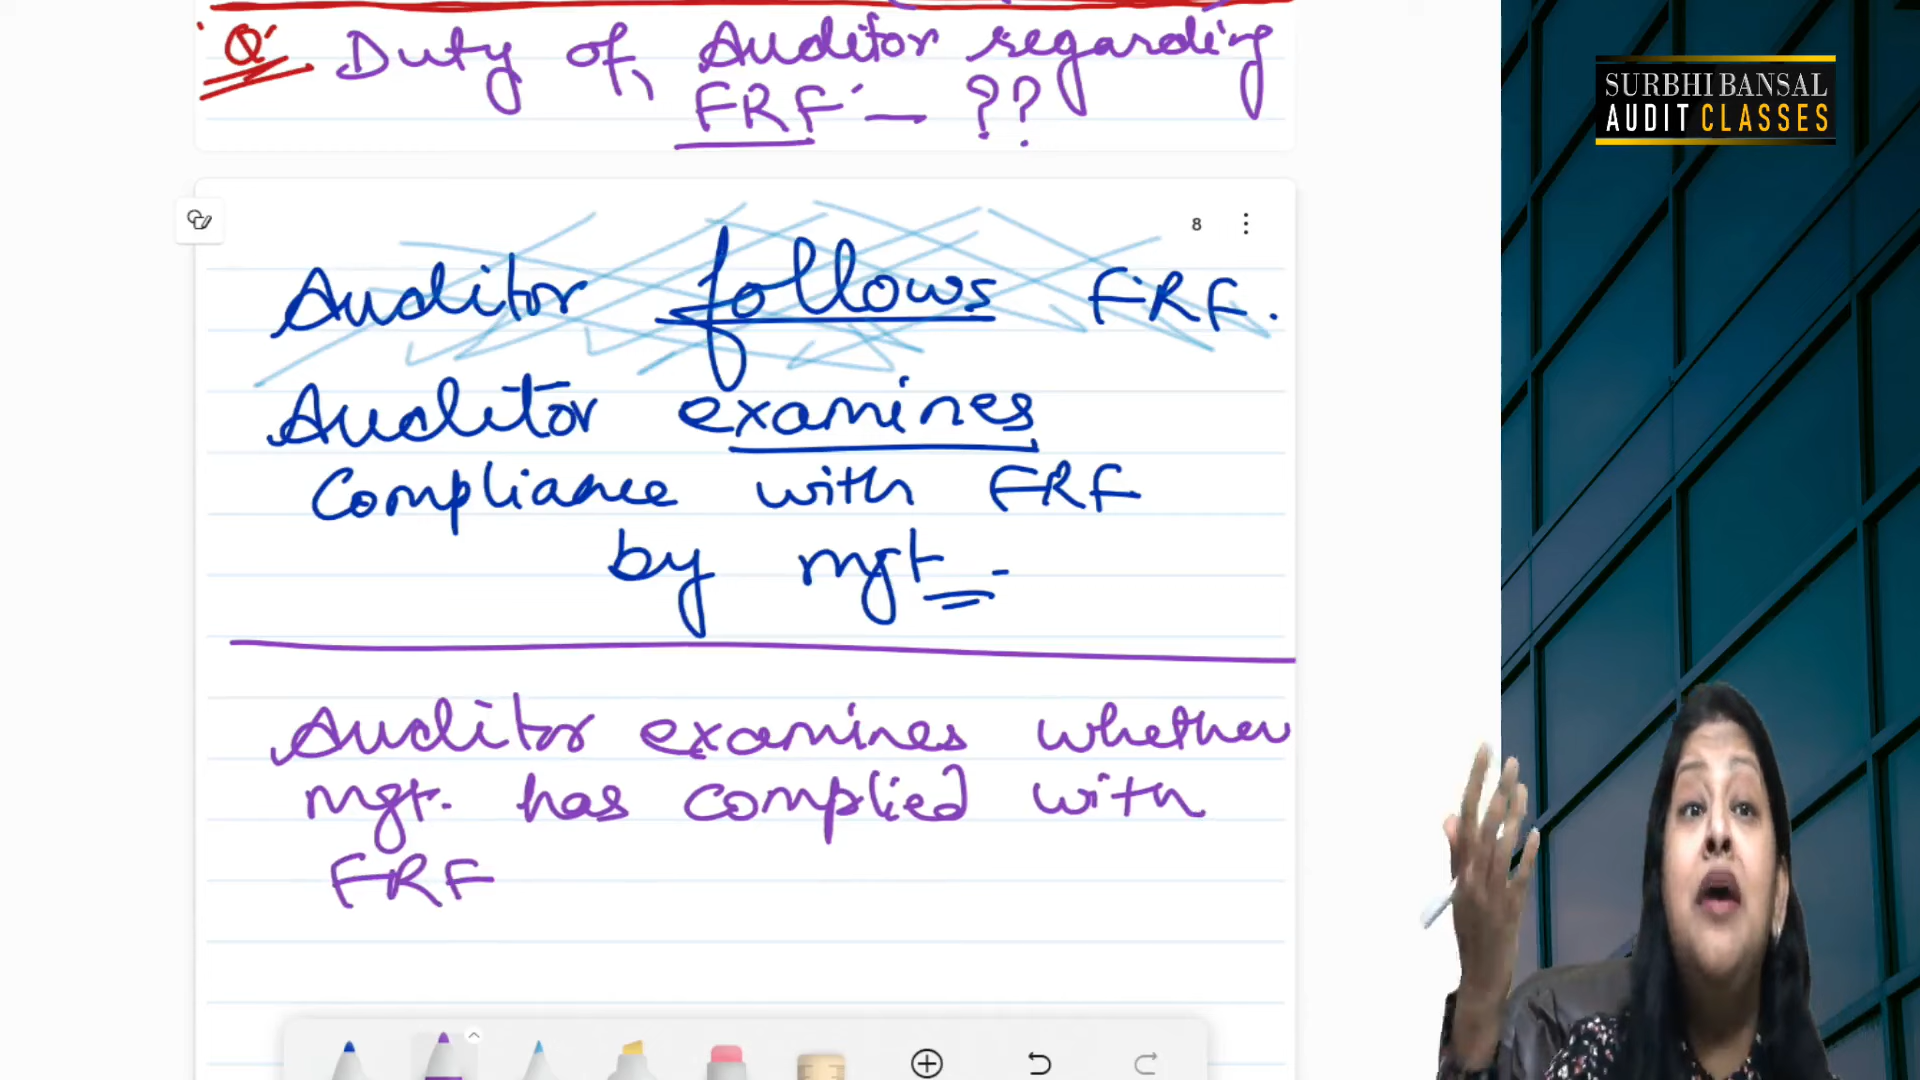 'Q' Duty of Auditor regarding
FRF — ??
SURBHI BANSAL
AUDIT CLASSES
8
Auditor follows FRF.
Auditor examines
Compliance with FRF
by mgt
Auditor examines whether
mgt. has complied with
FRF